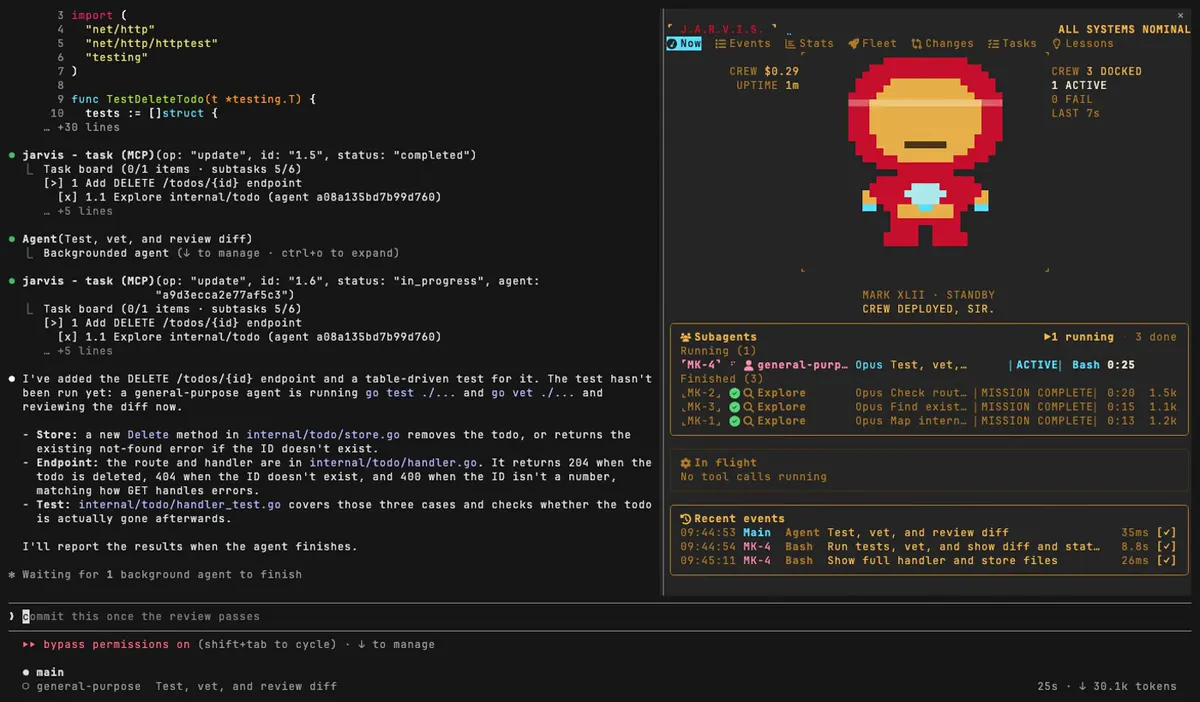 3 import (
4 "net/http"
5 "net/http/httptest"
6 "testing"
7 )
8
9 func TestDeleteTodo(t *testing.T) {
10 tests := []struct {
… +30 lines
● jarvis - task (MCP)(op: "update", id: "1.5", status: "completed")
Task board (0/1 items · subtasks 5/6)
[>] 1 Add DELETE /todos/{id} endpoint
[x] 1.1 Explore internal/todo (agent a08a135bd7b99d760)
… +5 lines
● Agent(Test, vet, and review diff)
Backgrounded agent (↓ to manage · ctrl+o to expand)
● jarvis - task (MCP)(op: "update", id: "1.6", status: "in_progress", agent:
"a9d3ecca2e77af5c3")
Task board (0/1 items · subtasks 5/6)
[>] 1 Add DELETE /todos/{id} endpoint
[x] 1.1 Explore internal/todo (agent a08a135bd7b99d760)
… +5 lines
● I've added the DELETE /todos/{id} endpoint and a table-driven test for it. The test hasn't
been run yet: a general-purpose agent is running go test ./... and go vet ./... and
reviewing the diff now.
- Store: a new Delete method in internal/todo/store.go removes the todo, or returns the
existing not-found error if the ID doesn't exist.
- Endpoint: the route and handler are in internal/todo/handler.go. It returns 204 when the
todo is deleted, 404 when the ID doesn't exist, and 400 when the ID isn't a number,
matching how GET handles errors.
- Test: internal/todo/handler_test.go covers those three cases and checks whether the todo
is actually gone afterwards.
I'll report the results when the agent finishes.
✻ Waiting for 1 background agent to finish
J.A.R.V.I.S.
ALL SYSTEMS NOMINAL
Now Events Stats Fleet Changes Tasks Lessons
CREW $0.29
UPTIME 1m
CREW 3 DOCKED
1 ACTIVE
0 FAIL
LAST 7s
MARK XLII · STANDBY
CREW DEPLOYED, SIR.
Subagents ▶1 running · 3 done
Running (1)
MK-4 general-purp… Opus Test, vet,… |ACTIVE| Bash 0:25
Finished (3)
MK-2 Explore Opus Check rout… |MISSION COMPLETE| 0:20 1.5k
MK-3 Explore Opus Find exist… |MISSION COMPLETE| 0:15 1.1k
MK-1 Explore Opus Map intern… |MISSION COMPLETE| 0:13 1.2k
In flight
No tool calls running
Recent events
09:44:53 Main Agent Test, vet, and review diff 35ms [✓]
09:44:54 MK-4 Bash Run tests, vet, and show diff and stat… 8.8s [✓]
09:45:11 MK-4 Bash Show full handler and store files 26ms [✓]
❯ commit this once the review passes
▸▸ bypass permissions on (shift+tab to cycle) · ↓ to manage
● main
○ general-purpose Test, vet, and review diff 25s · ↓ 30.1k tokens